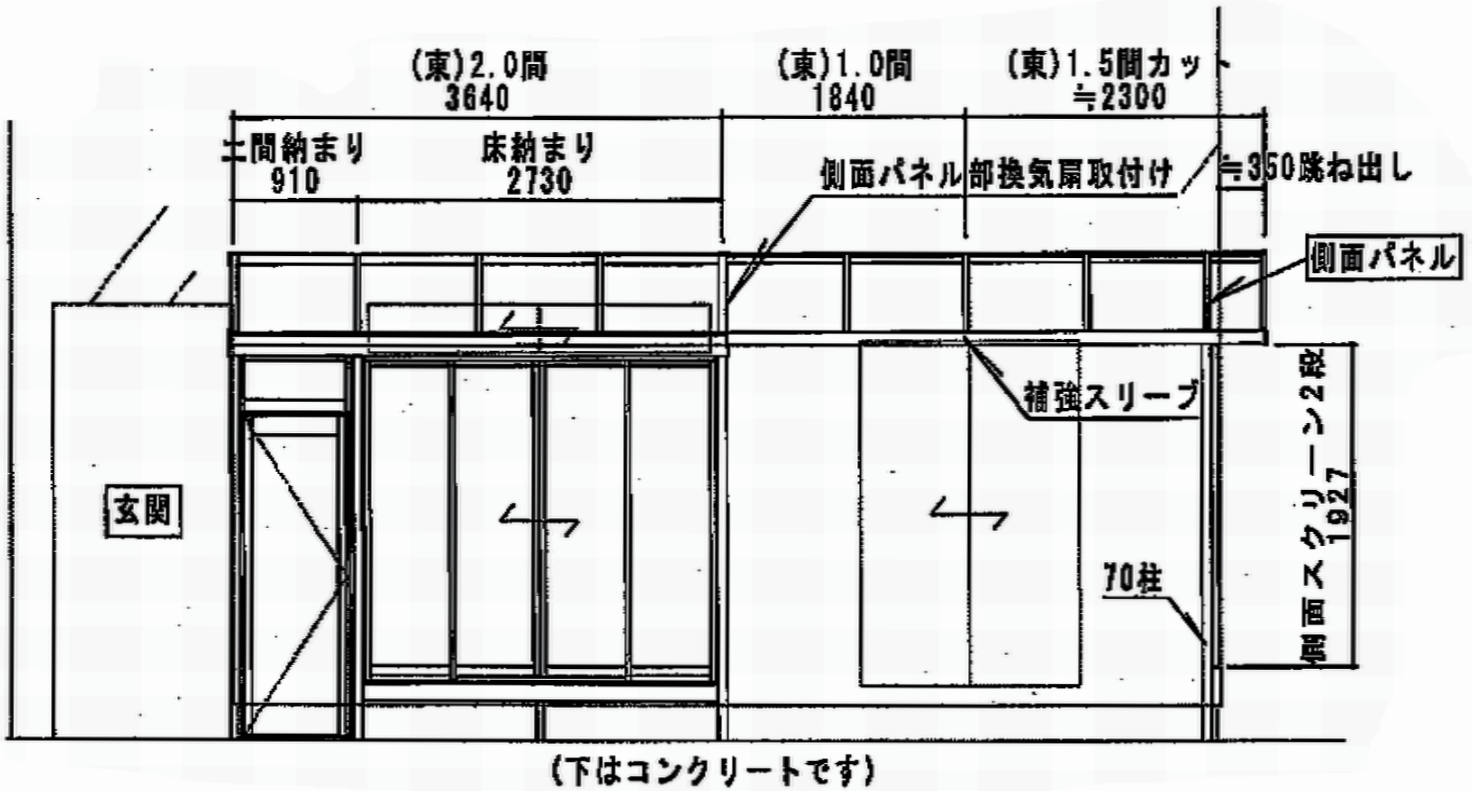 (東)2.0間
3640
(東)1.0間
1840
(東)1.5間カッ
≒2300
土間納まり
910
床納まり
2730
側面パネル部換気扇取付け
≒350跳ね出し
側面パネル
補強スリーブ
側面スクリーン2段
1927
玄関
70柱
(下はコンクリートです)